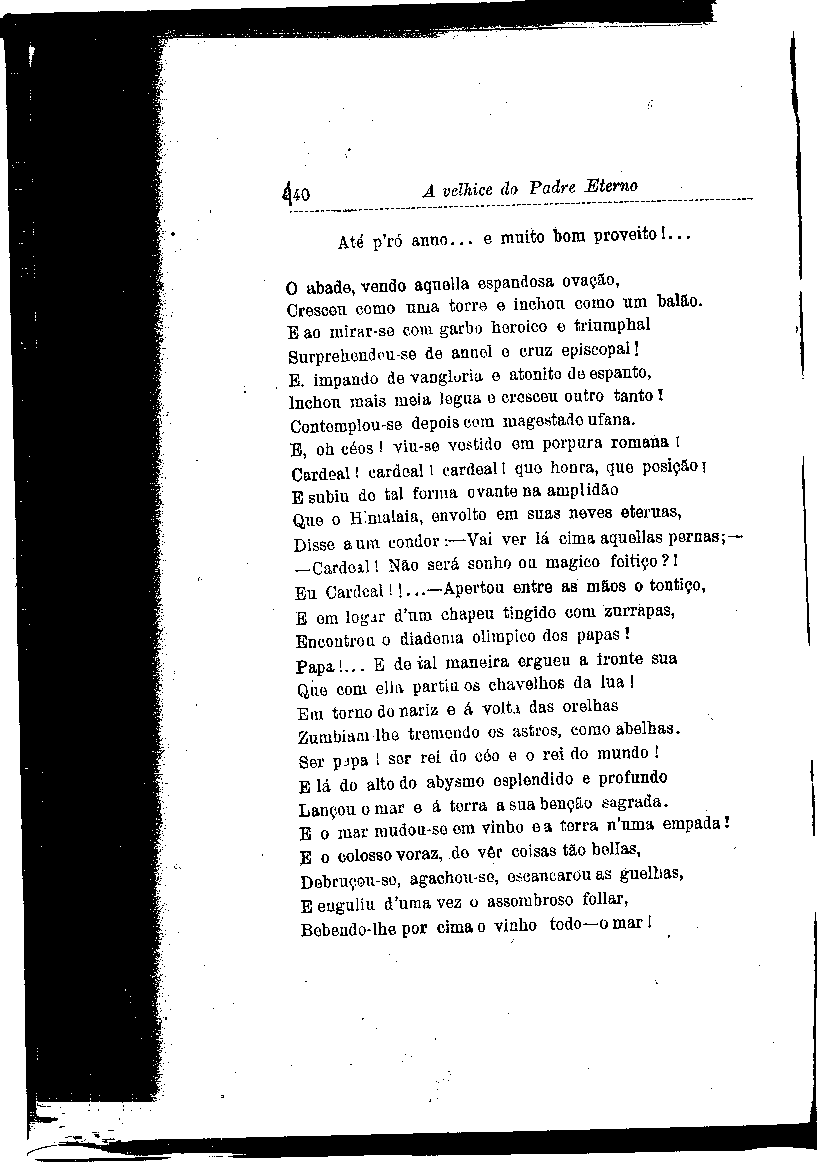 140 A velhice do Padre Eterno
Até p'ró anno... e muito bom proveito!...
O abade, vendo aquella espandosa ovação,
Cresceu como uma torre e inchou como um balão.
E ao mirar-se com garbo heroico e triumphal
Surprehendeu-se de annel e cruz episcopal!
E, impando de vangloria e atonito de espanto,
Inchou mais meia legua e cresceu outro tanto!
Contemplou-se depois com magestade ufana.
E, oh céos! viu-se vestido em porpura romana!
Cardeal! cardeal! cardeal! que honra, que posição!
E subiu de tal forma ovante na amplidão
Que o Himalaia, envolto em suas neves eternas,
Disse a um condor:—Vai ver lá cima aquellas pernas;—
—Cardeal! Não será sonho ou magico feitiço?!
Eu Cardeal!!...—Apertou entre as mãos o tontiço,
E em logar d'um chapeu tingido com zurrapas,
Encontrou o diadema olimpico dos papas!
Papa!... E de tal maneira ergueu a fronte sua
Que com ella partiu os chavelhos da lua!
Em torno do nariz e á volta das orelhas
Zumbiam-lhe tremendo os astros, como abelhas.
Ser papa! ser rei do céo e o rei do mundo!
E lá do alto do abysmo esplendido e profundo
Lançou o mar e á terra a sua benção sagrada.
E o mar mudou-se em vinho e a terra n'uma empada!
E o colosso voraz, de vêr coisas tão bellas,
Debruçou-se, agachou-se, escancarou as guelhas,
E enguliu d'uma vez o assombroso follar,
Bebendo-lhe por cima o vinho todo—o mar!